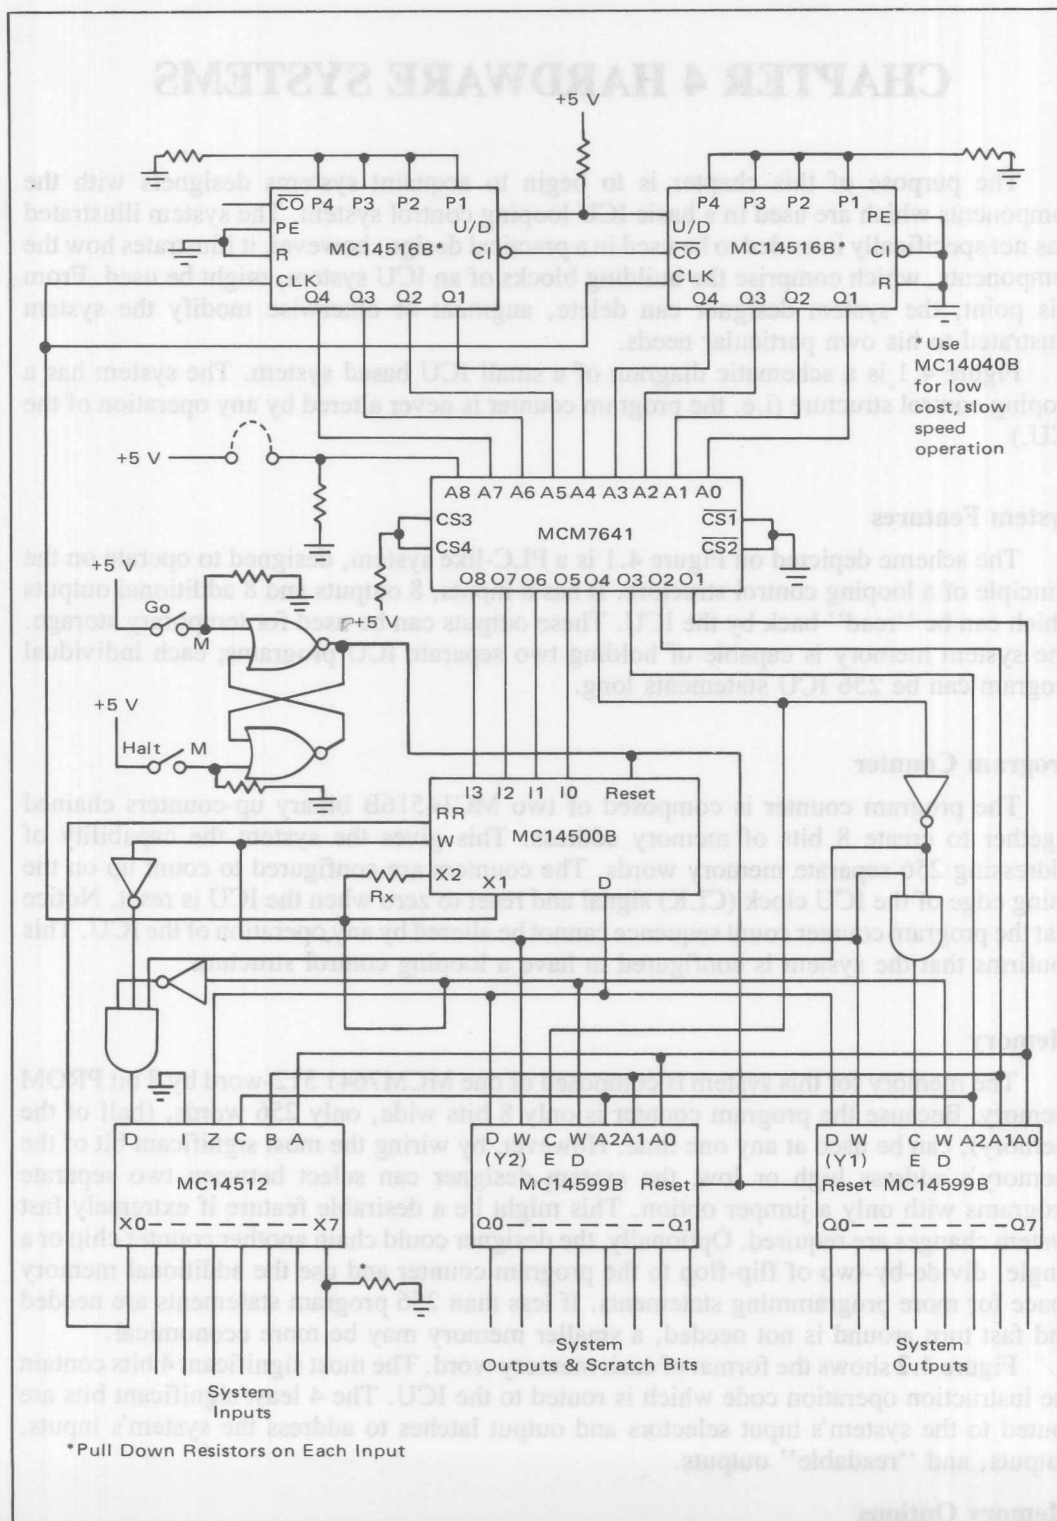 +5 V
P4 P3 P2 P1
CO
PE
U/D
R
MC14516B*
CI
CLK
Q4 Q3 Q2 Q1
P4 P3 P2 P1
U/D
PE
CO
MC14516B*
CI
CLK
R
Q4 Q3 Q2 Q1
*Use
MC14040B
for low
cost, slow
speed
operation
+5 V
A8 A7 A6 A5 A4 A3 A2 A1 A0
CS3
CS1
MCM7641
CS4
CS2
O8 O7 O6 O5 O4 O3 O2 O1
+5 V
Go
M
+5 V
+5 V
Halt
M
I3 I2 I1 I0 Reset
RR
MC14500B
W
X2
X1
D
Rx
D Z C B A
MC14512
X0 X7
*
D W C W A2 A1 A0
(Y2) E D
MC14599B Reset
Q0 Q1
D W C W A2 A1 A0
(Y1) E D
Reset MC14599B
Q0 Q7
System
Outputs & Scratch Bits
System
Outputs
System
Inputs
*Pull Down Resistors on Each Input